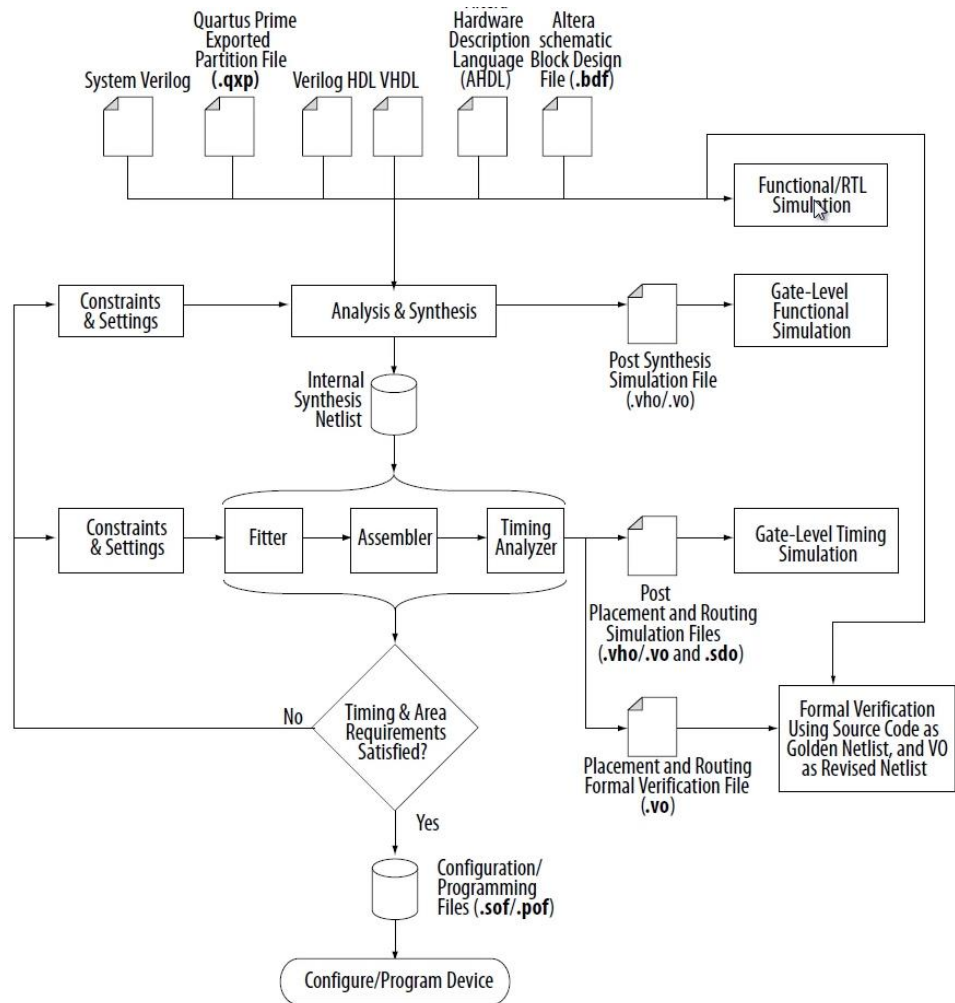 Quartus Prime
Exported
Partition File
(.qxp)
System Verilog
Verilog HDL
VHDL
Hardware
Description
Language
(AHDL)
Altera
schematic
Block Design
File (.bdf)
Functional/RTL
Simulation
Constraints
& Settings
Analysis & Synthesis
Gate-Level
Functional
Simulation
Post Synthesis
Simulation File
(.vho/.vo)
Internal
Synthesis
Netlist
Constraints
& Settings
Fitter
Assembler
Timing
Analyzer
Gate-Level Timing
Simulation
Post
Placement and Routing
Simulation Files
(.vho/.vo and .sdo)
No
Timing & Area
Requirements
Satisfied?
Formal Verification
Using Source Code as
Golden Netlist, and VO
as Revised Netlist
Placement and Routing
Formal Verification File
(.vo)
Yes
Configuration/
Programming
Files (.sof/.pof)
Configure/Program Device